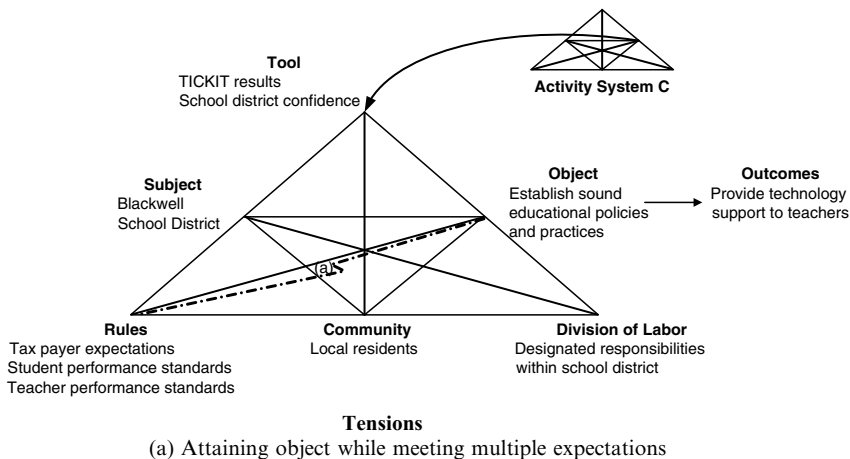 Tool
TICKIT results
School district confidence
Activity System C
Subject
Blackwell
School District
Object
Establish sound
educational policies
and practices
Outcomes
Provide technology
support to teachers
(a)
Rules
Tax payer expectations
Student performance standards
Teacher performance standards
Community
Local residents
Division of Labor
Designated responsibilities
within school district
Tensions
(a) Attaining object while meeting multiple expectations